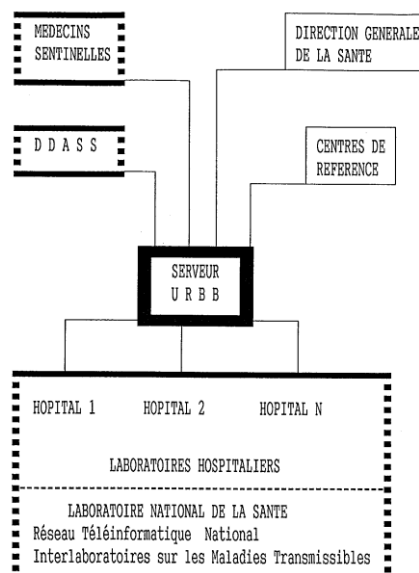 MEDECINS
SENTINELLES
DIRECTION GENERALE
DE LA SANTE
D D A S S
CENTRES DE
REFERENCE
SERVEUR
U R B B
HOPITAL 1 HOPITAL 2 HOPITAL N
LABORATOIRES HOSPITALIERS
LABORATOIRE NATIONAL DE LA SANTE
Réseau Téléinformatique National
Interlaboratoires sur les Maladies Transmissibles